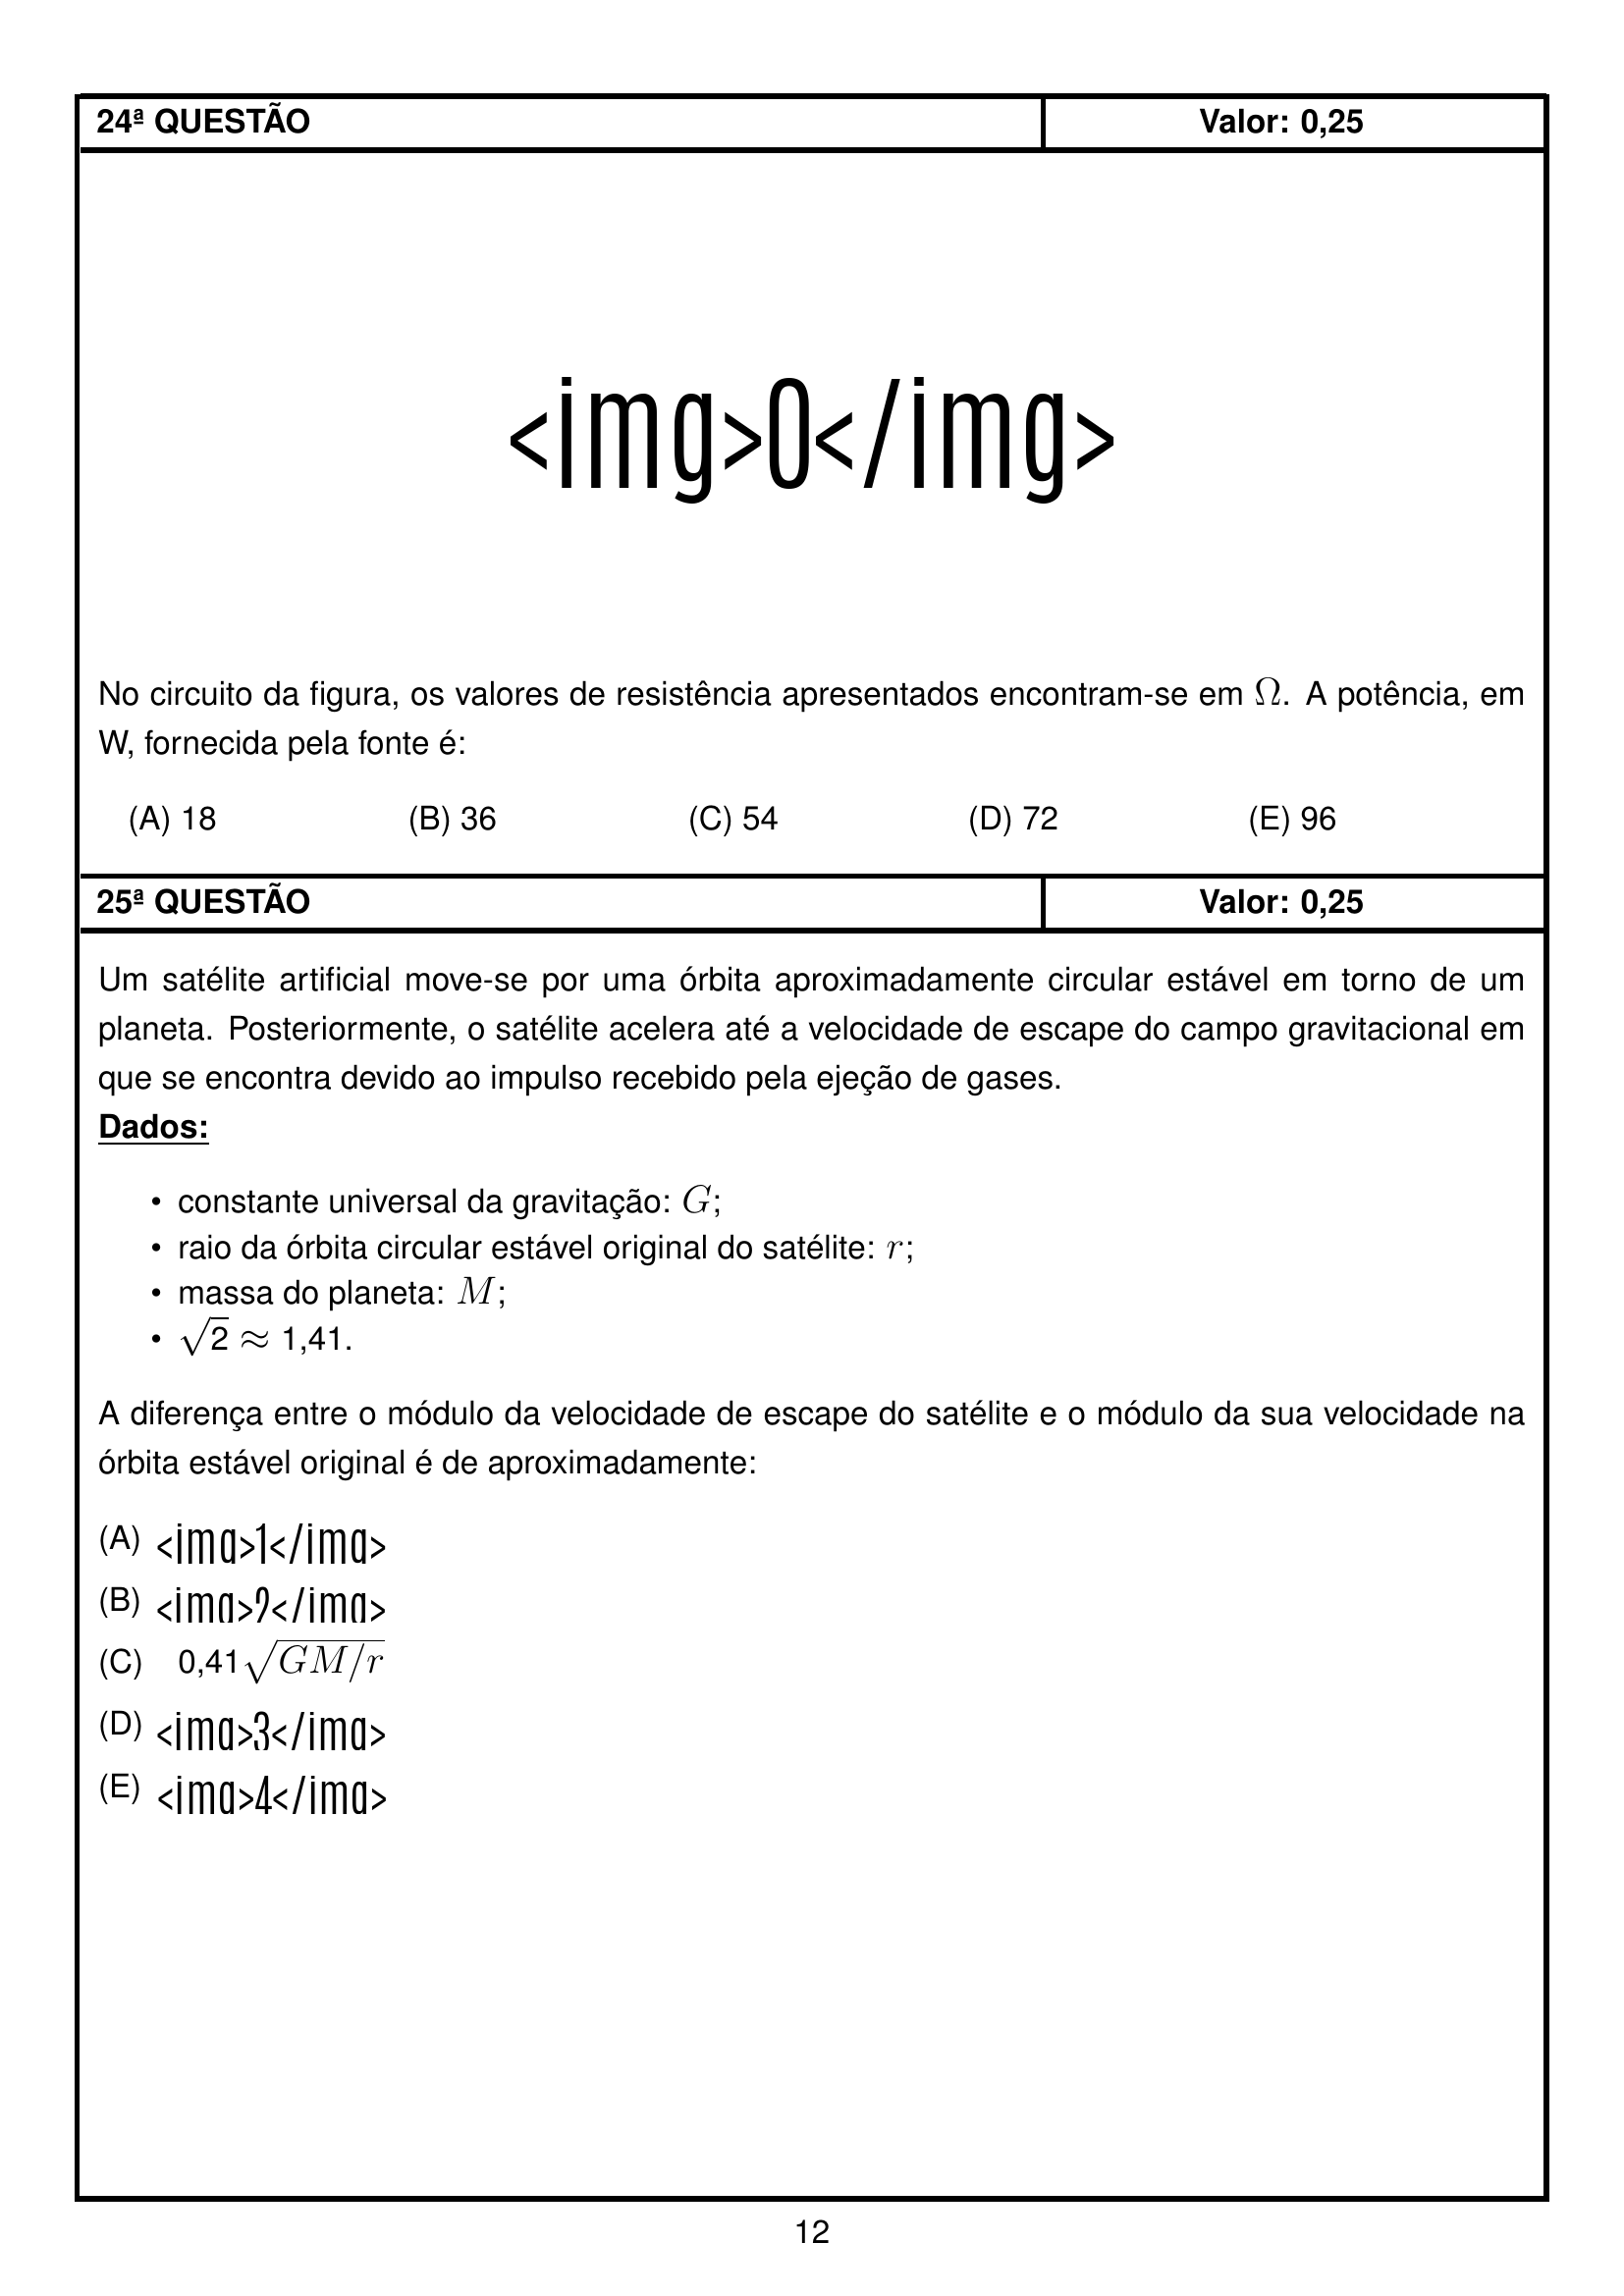 24ª QUESTÃO Valor: 0,25
<img>0</img>
No circuito da figura, os valores de resistência apresentados encontram-se em Ω. A potência, em
W, fornecida pela fonte é:
(A) 18 (B) 36 (C) 54 (D) 72 (E) 96
25ª QUESTÃO Valor: 0,25
Um satélite artificial move-se por uma órbita aproximadamente circular estável em torno de um
planeta. Posteriormente, o satélite acelera até a velocidade de escape do campo gravitacional em
que se encontra devido ao impulso recebido pela ejeção de gases.
Dados:
• constante universal da gravitação: G;
• raio da órbita circular estável original do satélite: r;
• massa do planeta: M;
• √2 ≈ 1,41.
A diferença entre o módulo da velocidade de escape do satélite e o módulo da sua velocidade na
órbita estável original é de aproximadamente:
(A) <img>1</img>
(B) <img>2</img>
(C) 0,41√GM/r
(D) <img>3</img>
(E) <img>4</img>
12